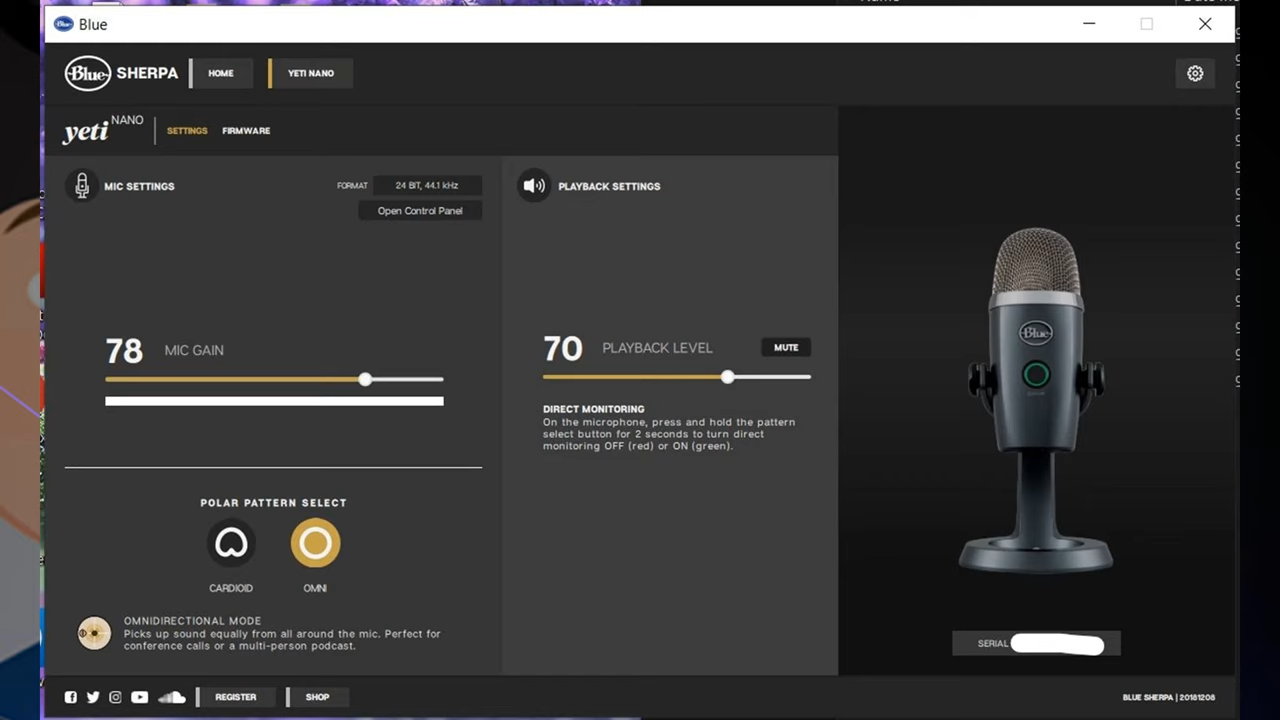 Blue
Blue SHERPA
HOME
YETI NANO
yeti NANO
SETTINGS
FIRMWARE
MIC SETTINGS
FORMAT
24 BIT, 44.1 kHz
Open Control Panel
78 MIC GAIN
POLAR PATTERN SELECT
CARDIOID
OMNI
OMNIDIRECTIONAL MODE
Picks up sound equally from all around the mic. Perfect for
conference calls or a multi-person podcast.
PLAYBACK SETTINGS
70 PLAYBACK LEVEL
MUTE
DIRECT MONITORING
On the microphone, press and hold the pattern
select button for 2 seconds to turn direct
monitoring OFF (red) or ON (green).
Blue
SERIAL
REGISTER
SHOP
BLUE SHERPA | 20181208